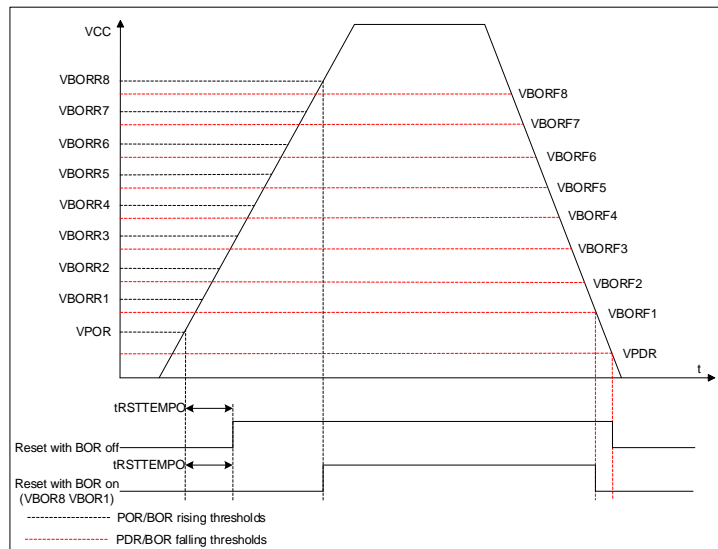 VCC
VBORR8
VBORF8
VBORR7
VBORF7
VBORR6
VBORF6
VBORR5
VBORF5
VBORR4
VBORF4
VBORR3
VBORF3
VBORR2
VBORF2
VBORR1
VBORF1
VPOR
VPDR
t
tRSTTEMPO
Reset with BOR off
tRSTTEMPO
Reset with BOR on
(VBOR8 VBOR1)
POR/BOR rising thresholds
PDR/BOR falling thresholds